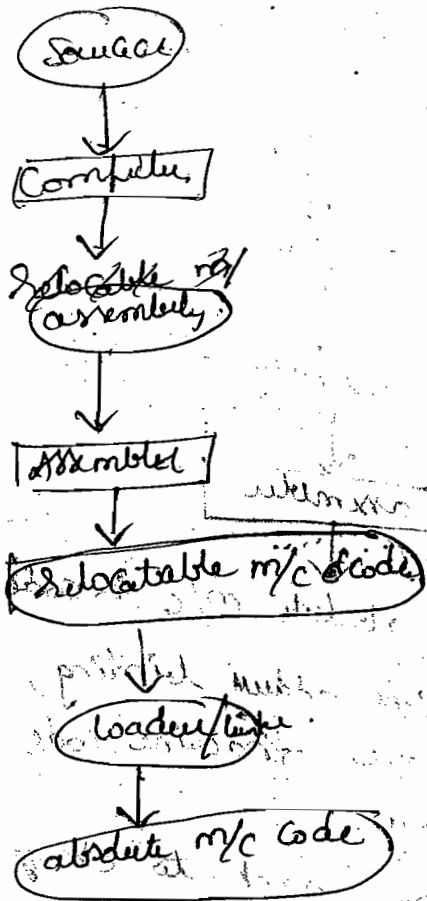 Source
Compiler
relocatable m/c
assembly
Assembler
relocatable m/c code
loader/linker
absolute m/c code